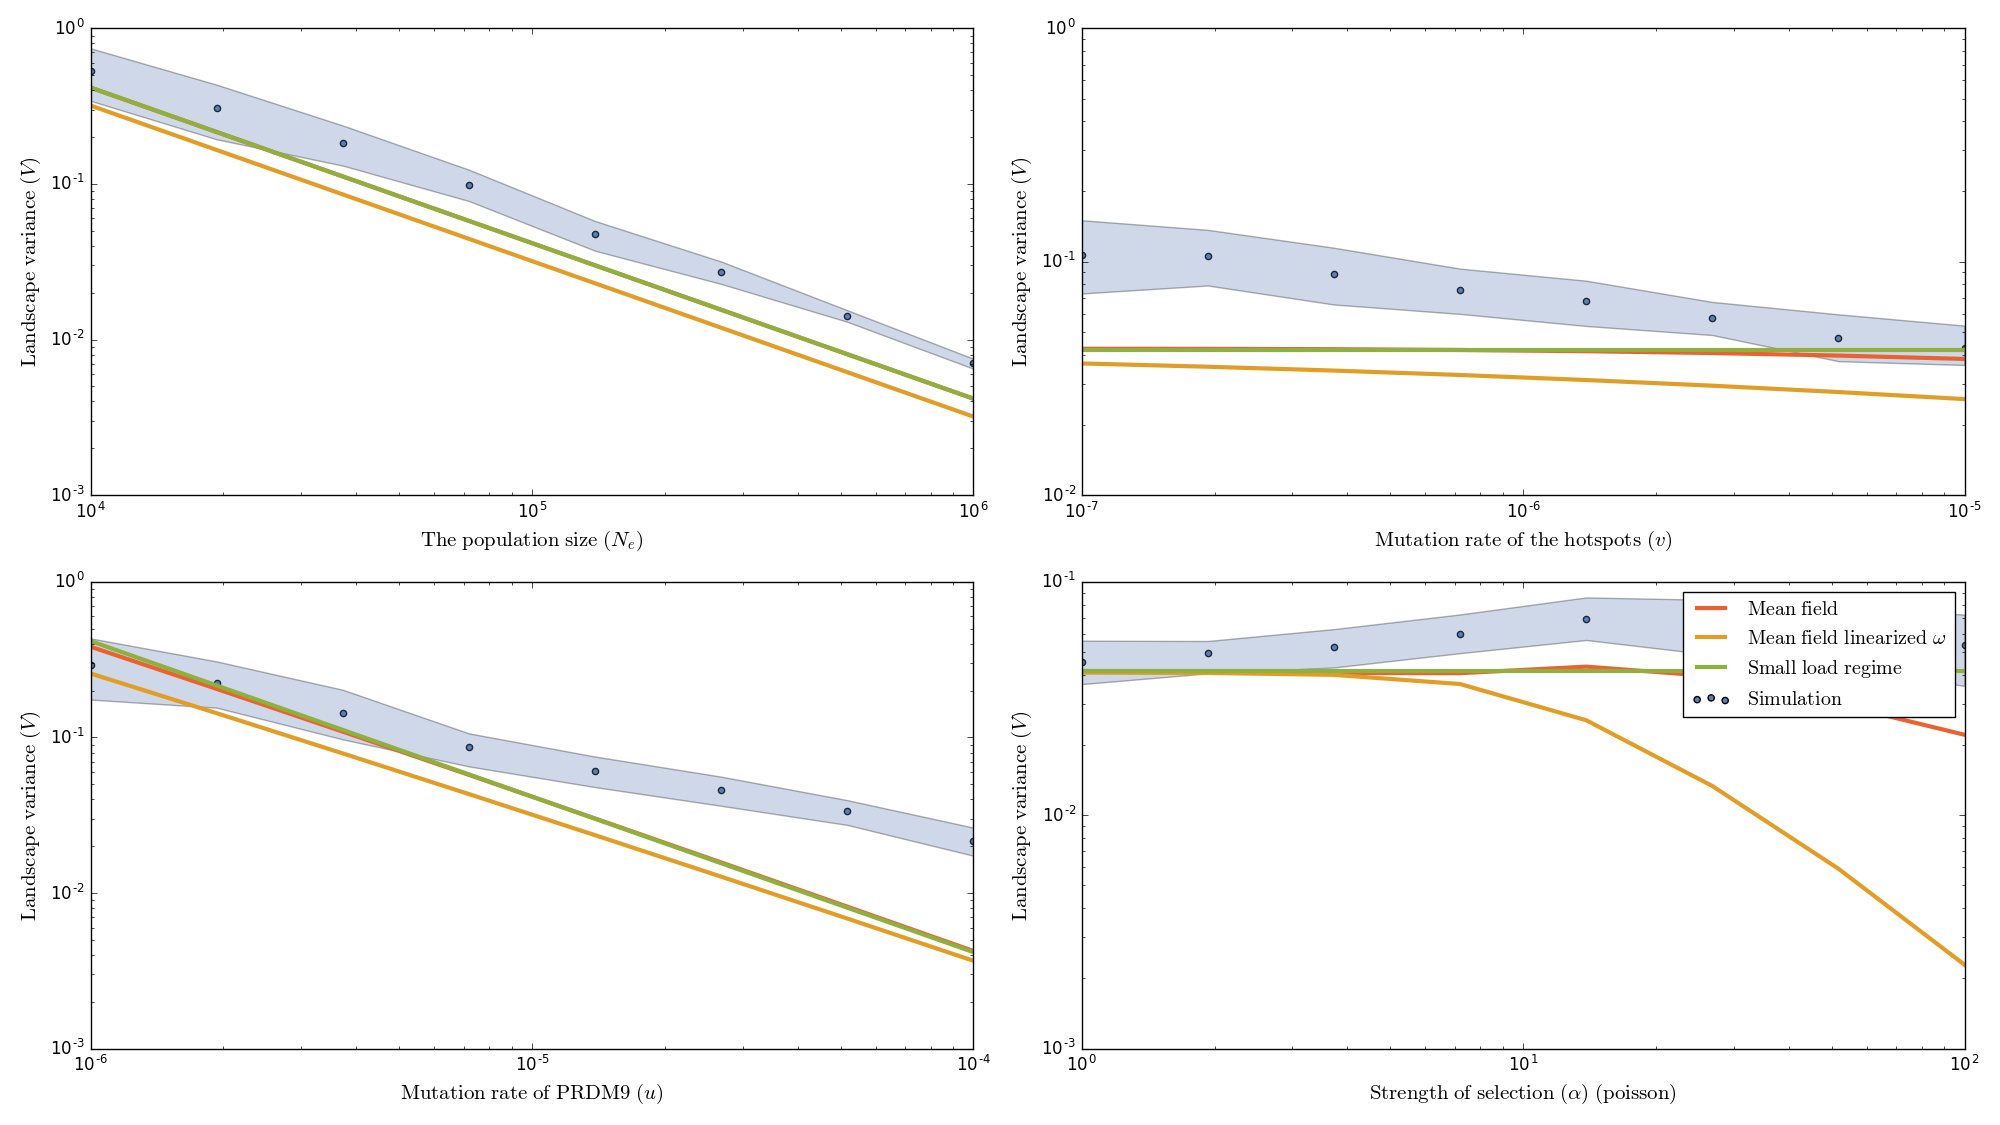 10^0
10^-1
10^-2
10^-3
Landscape variance (V)
10^4
10^5
10^6
The population size (N_e)
10^0
10^-1
10^-2
Landscape variance (V)
10^-7
10^-6
10^-5
Mutation rate of the hotspots (v)
10^0
10^-1
10^-2
10^-3
Landscape variance (V)
10^-6
10^-5
10^-4
Mutation rate of PRDM9 (u)
10^-1
10^-2
10^-3
Landscape variance (V)
Mean field
Mean field linearized ω
Small load regime
Simulation
10^0
10^1
10^2
Strength of selection (α) (poisson)